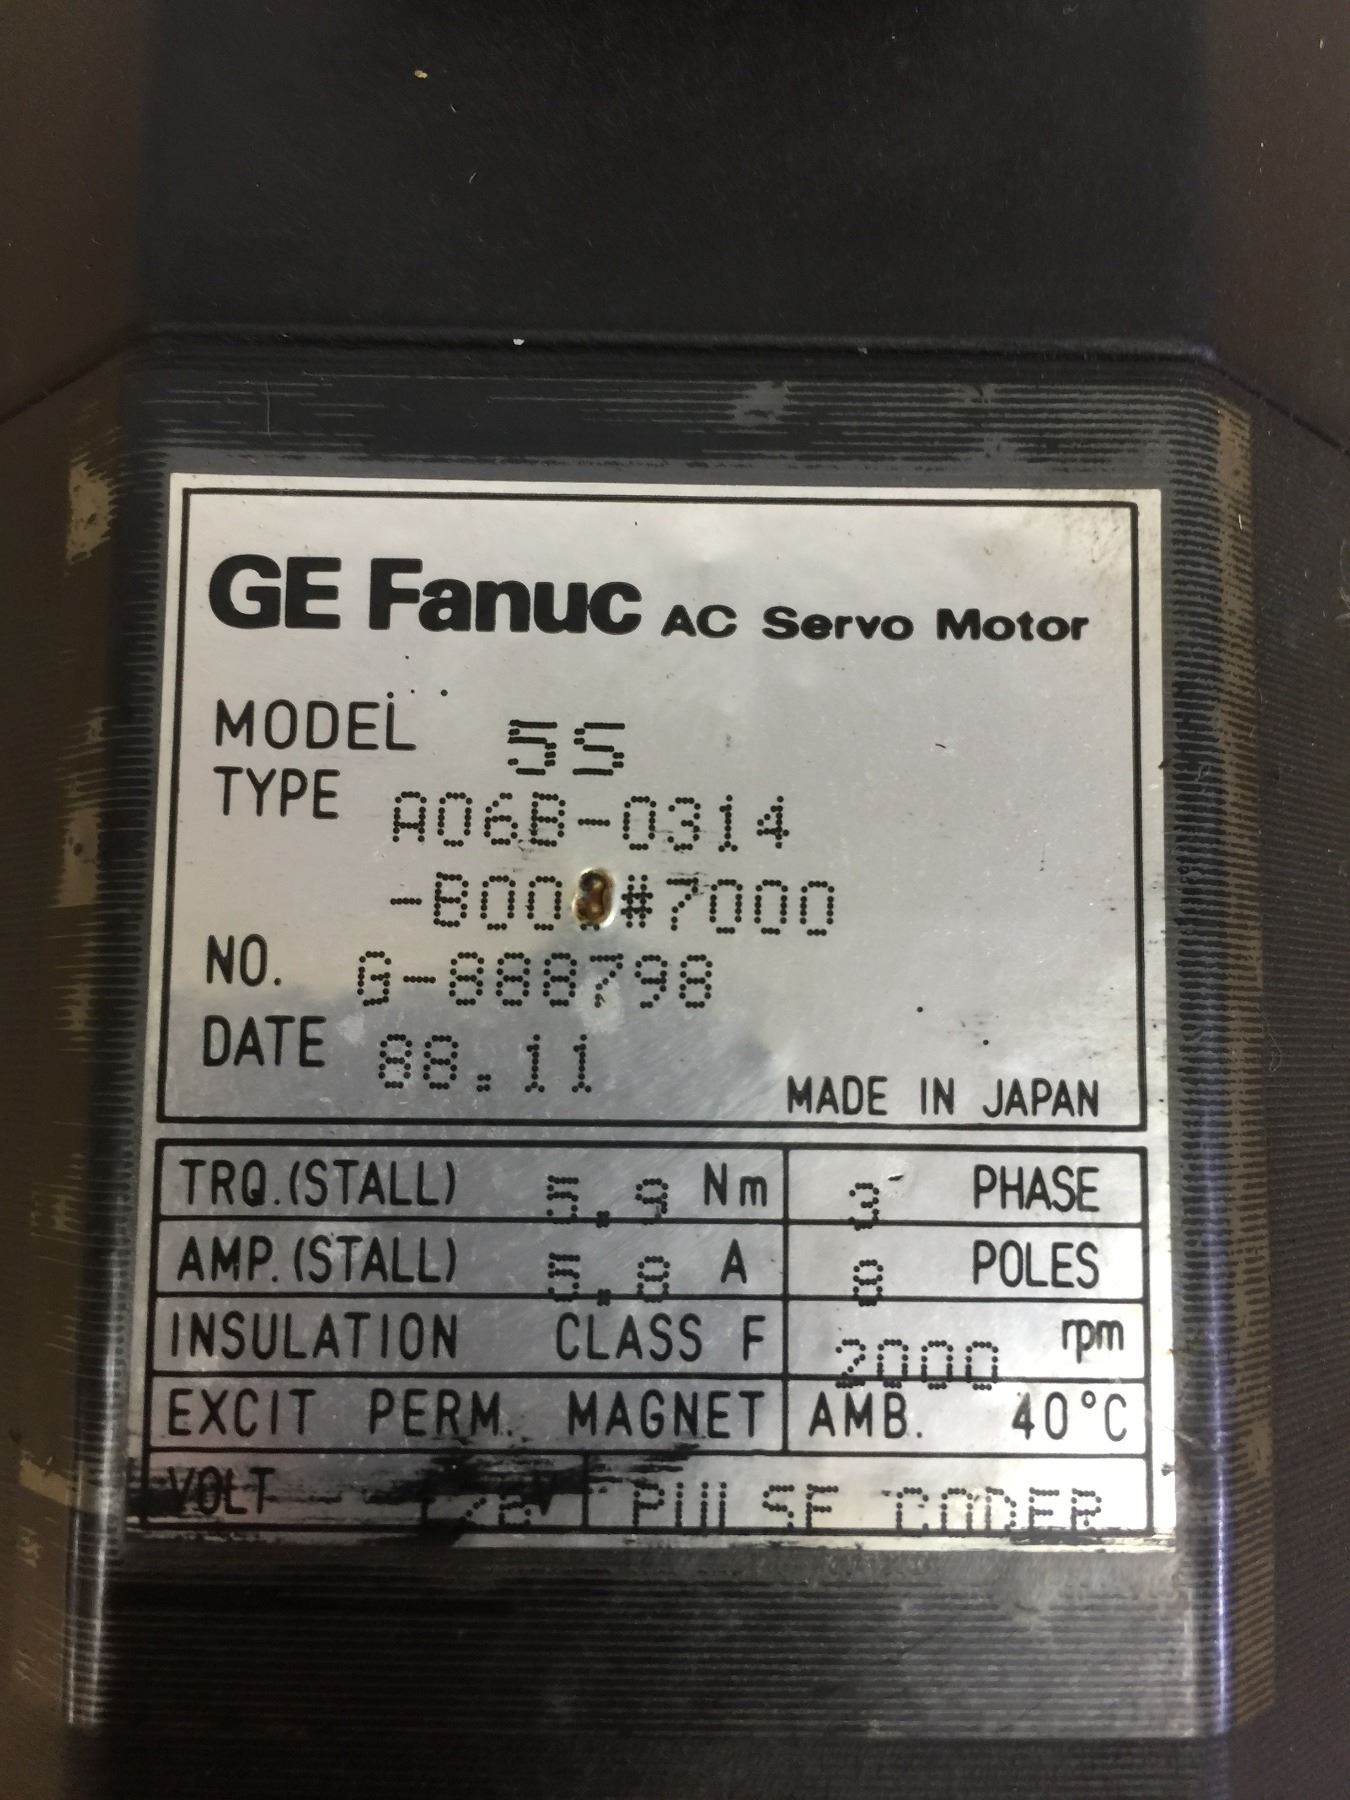 GE Fanuc AC Servo Motor
MODEL 5S
TYPE A06B-0314
-B003#7000
NO. G-888798
DATE 88.11
MADE IN JAPAN
TRQ.(STALL) 5.9 Nm 3 PHASE
AMP.(STALL) 5.8 A 8 POLES
INSULATION CLASS F 2000 rpm
EXCIT PERM. MAGNET AMB. 40°C
VOLT V PULSE CODER